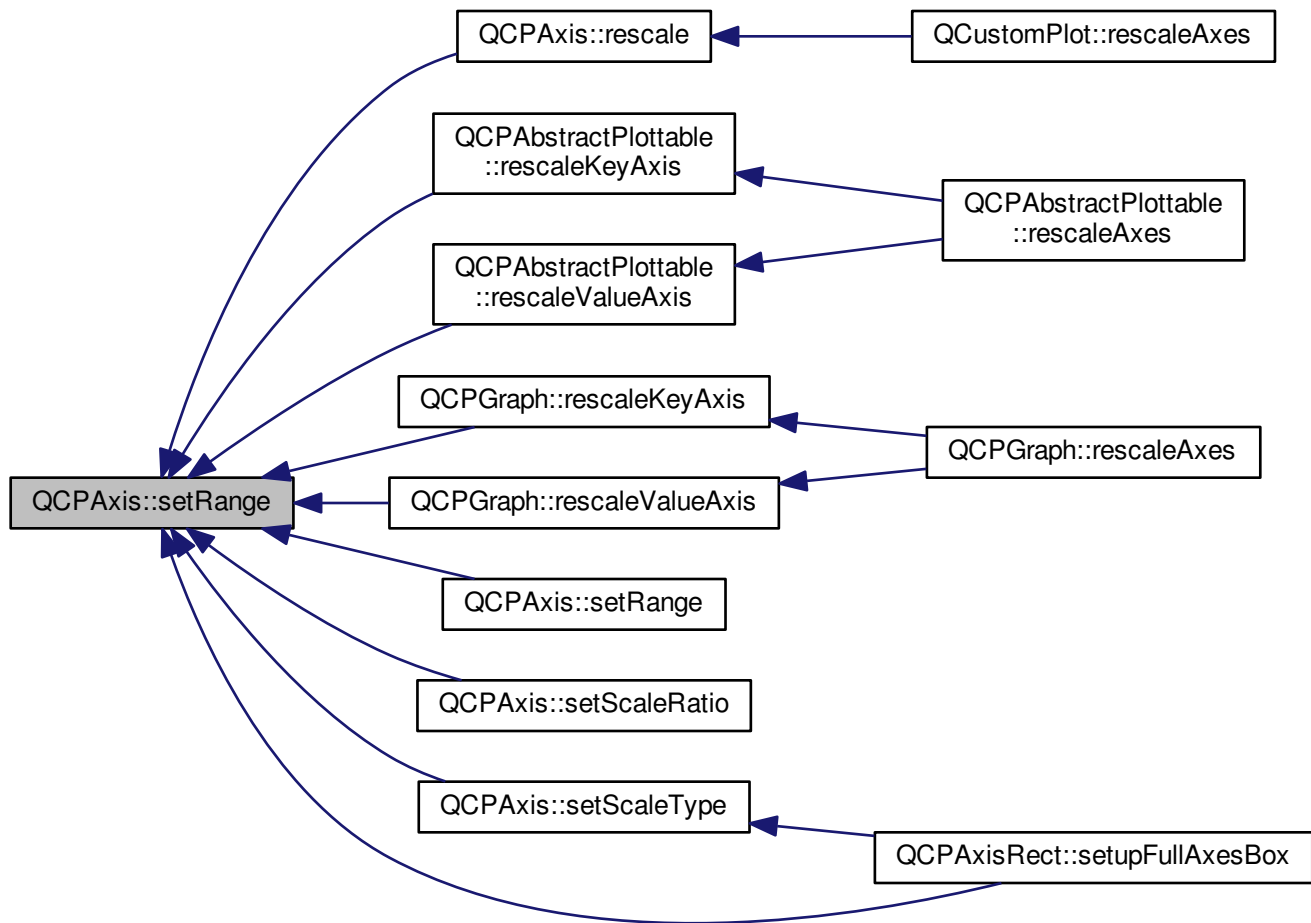 QCPAxis::rescale
QCustomPlot::rescaleAxes
QCPAbstractPlottable
::rescaleKeyAxis
QCPAbstractPlottable
::rescaleAxes
QCPAbstractPlottable
::rescaleValueAxis
QCPGraph::rescaleKeyAxis
QCPGraph::rescaleAxes
QCPAxis::setRange
QCPGraph::rescaleValueAxis
QCPAxis::setRange
QCPAxis::setScaleRatio
QCPAxis::setScaleType
QCPAxisRect::setupFullAxesBox